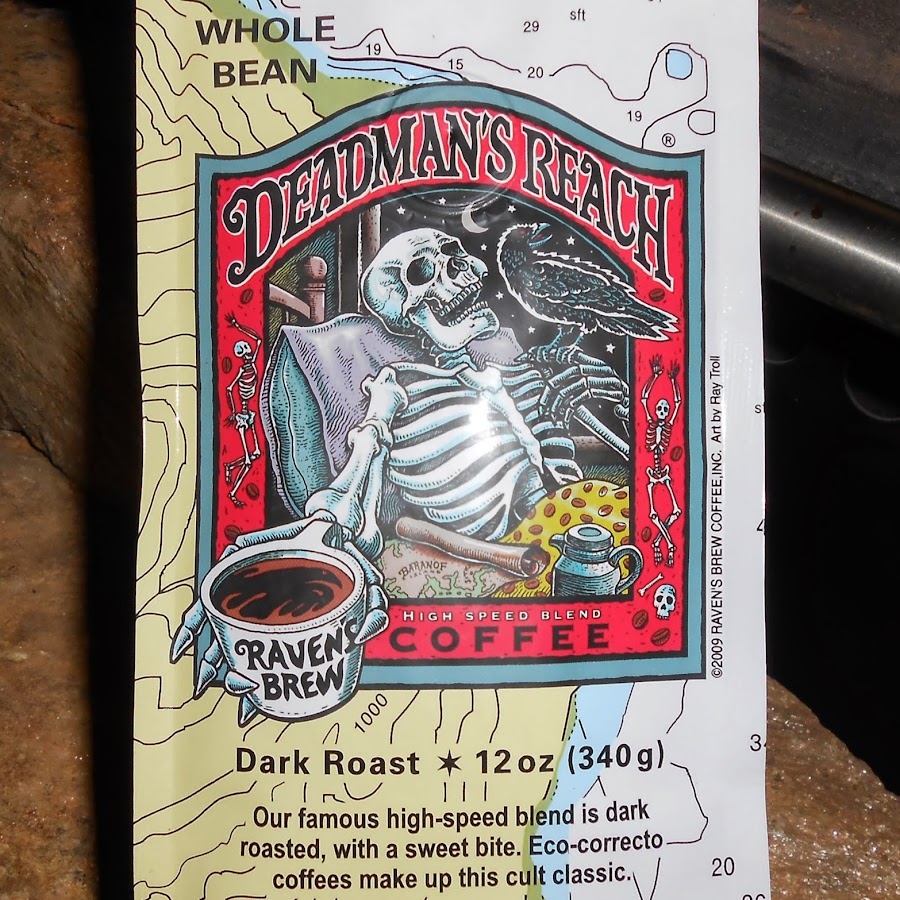 WHOLE
BEAN
19
15
20
29
sft
19
®
DEADMAN'S REACH
BARANOF
HIGH SPEED BLEND
COFFEE
RAVENS
BREW
©2009 RAVEN'S BREW COFFEE,INC. Art by Ray Troll
1000
Dark Roast ✶ 12 oz (340 g)
Our famous high-speed blend is dark
roasted, with a sweet bite. Eco-correcto
coffees make up this cult classic.
20